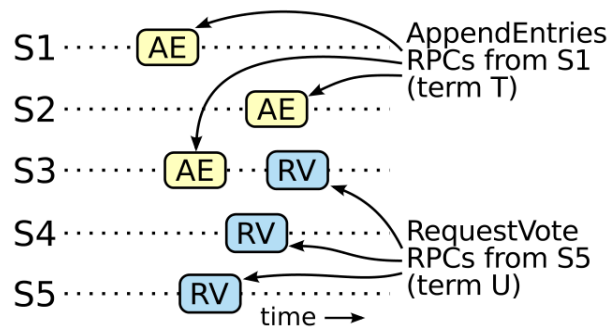 S1 AE
AppendEntries
RPCs from S1
(term T)
S2 AE
S3 AE RV
S4 RV
RequestVote
RPCs from S5
(term U)
S5 RV
time